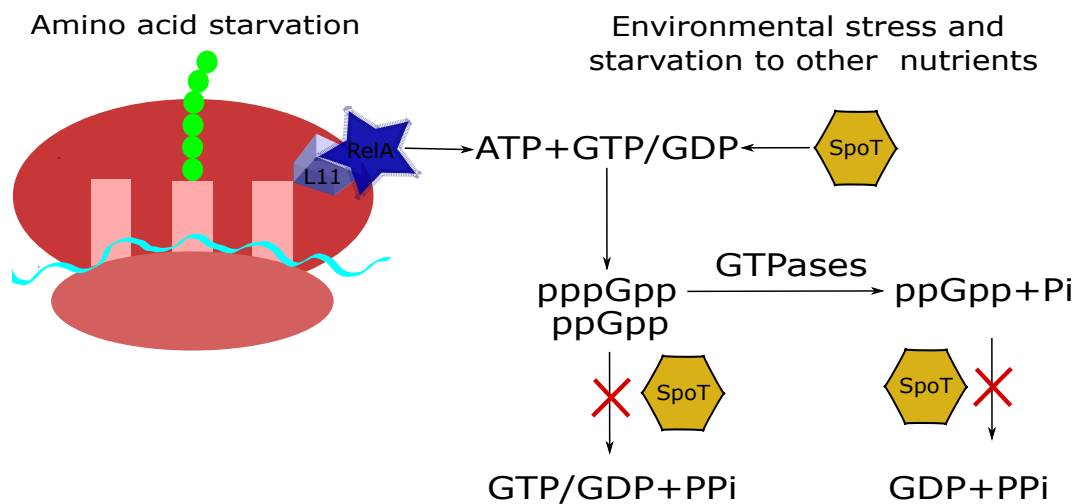 Amino acid starvation
Environmental stress and
starvation to other nutrients
RelA
L11
ATP+GTP/GDP
SpoT
GTPases
pppGpp
ppGpp
ppGpp+Pi
SpoT
SpoT
GTP/GDP+PPi
GDP+PPi